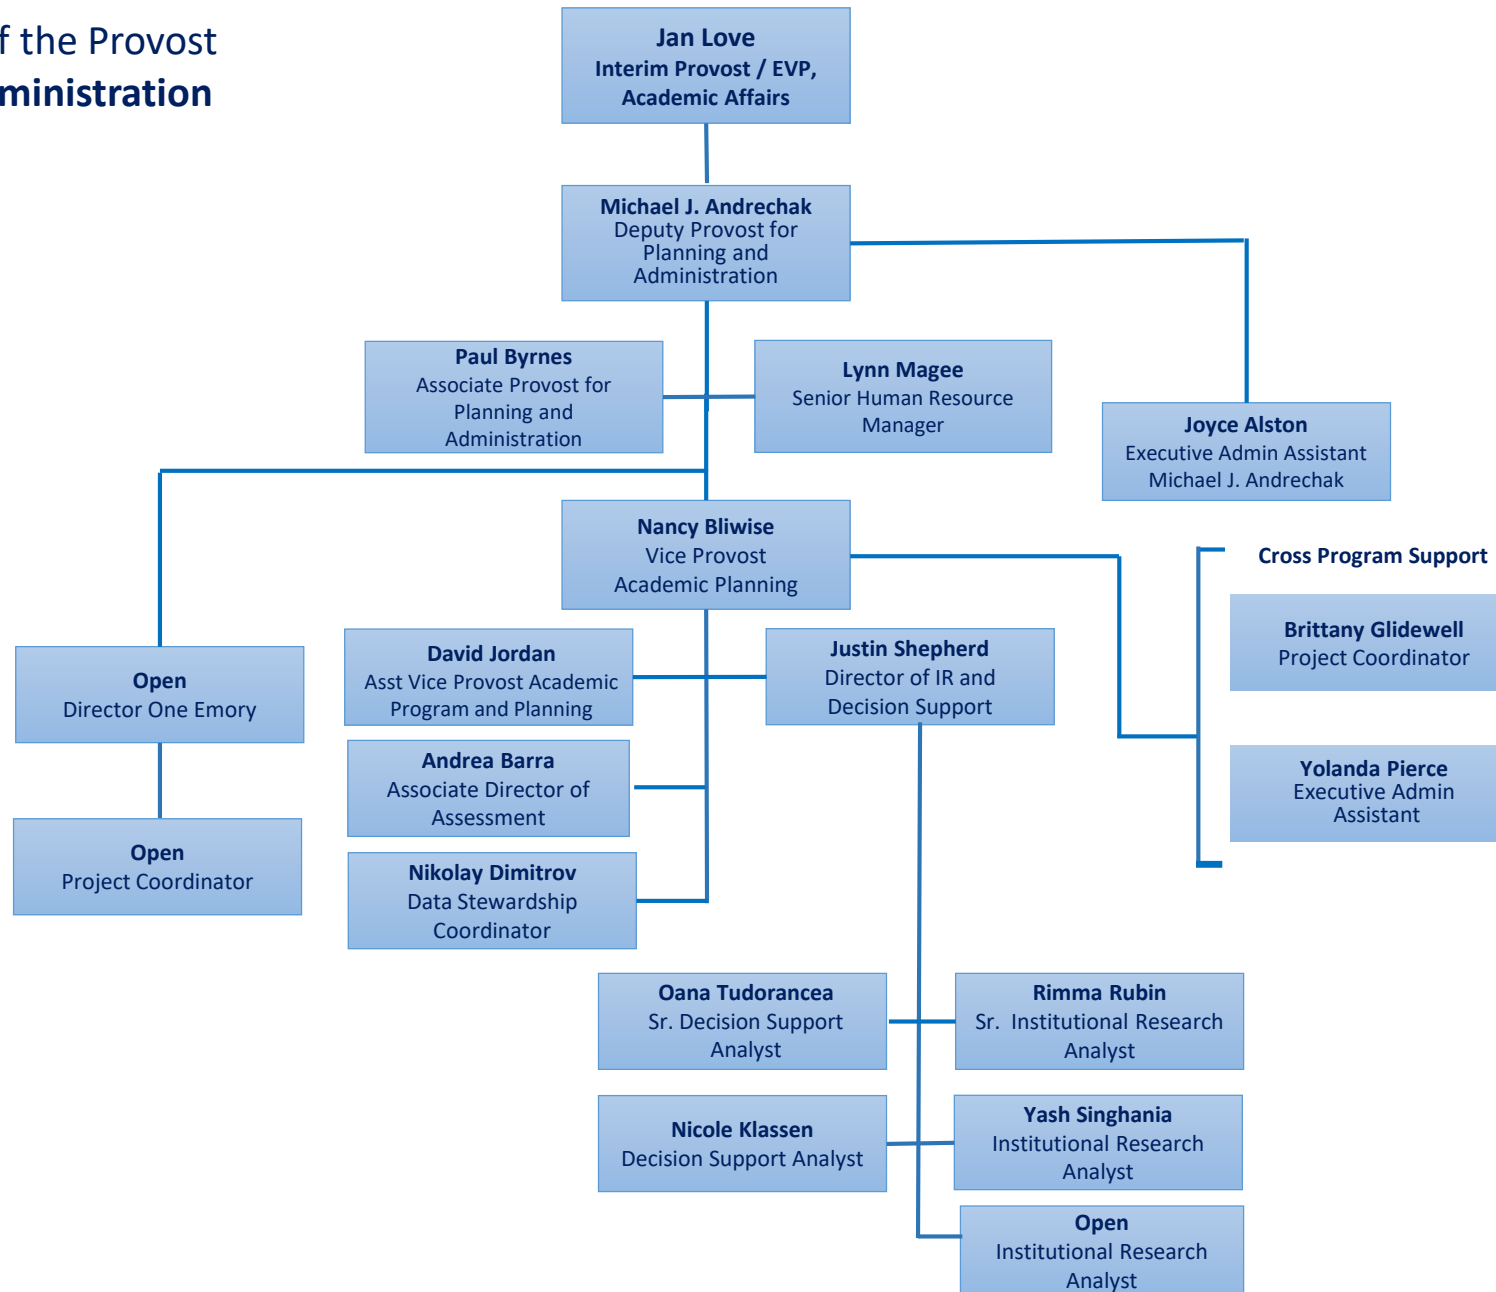 f the Provost
ministration
Jan Love
Interim Provost / EVP,
Academic Affairs
Michael J. Andrechak
Deputy Provost for
Planning and
Administration
Paul Byrnes
Associate Provost for
Planning and
Administration
Lynn Magee
Senior Human Resource
Manager
Joyce Alston
Executive Admin Assistant
Michael J. Andrechak
Nancy Bliwise
Vice Provost
Academic Planning
Cross Program Support
Brittany Glidewell
Project Coordinator
Yolanda Pierce
Executive Admin
Assistant
Open
Director One Emory
Open
Project Coordinator
David Jordan
Asst Vice Provost Academic
Program and Planning
Justin Shepherd
Director of IR and
Decision Support
Andrea Barra
Associate Director of
Assessment
Nikolay Dimitrov
Data Stewardship
Coordinator
Oana Tudorancea
Sr. Decision Support
Analyst
Rimma Rubin
Sr. Institutional Research
Analyst
Nicole Klassen
Decision Support Analyst
Yash Singhania
Institutional Research
Analyst
Open
Institutional Research
Analyst